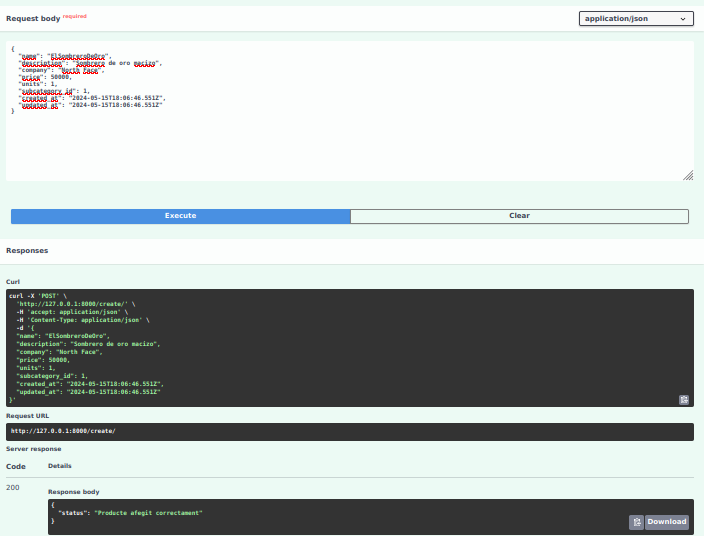 Request body required
application/json
{
  "name": "ElSombreroDeOro",
  "description": "Sombrero de oro macizo",
  "company": "North Face",
  "price": 50000,
  "units": 1,
  "subcategory_id": 1,
  "created_at": "2024-05-15T18:06:46.551Z",
  "updated_at": "2024-05-15T18:06:46.551Z"
}
Execute
Clear
Responses
Curl
curl -X 'POST' \
  'http://127.0.0.1:8000/create/' \
  -H 'accept: application/json' \
  -H 'Content-Type: application/json' \
  -d '{
  "name": "ElSombreroDeOro",
  "description": "Sombrero de oro macizo",
  "company": "North Face",
  "price": 50000,
  "units": 1,
  "subcategory_id": 1,
  "created_at": "2024-05-15T18:06:46.551Z",
  "updated_at": "2024-05-15T18:06:46.551Z"
}'
Request URL
http://127.0.0.1:8000/create/
Server response
Code
Details
200
Response body
{
  "status": "Producte afegit correctament"
}
Download